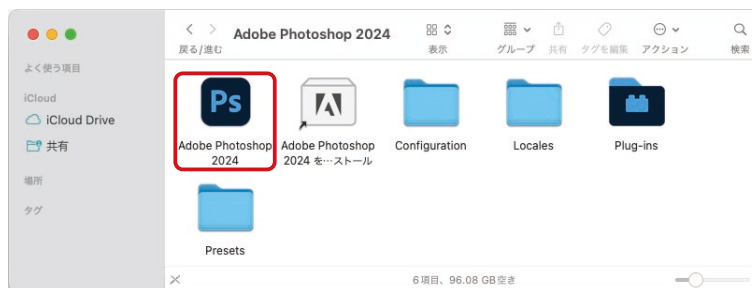 Adobe Photoshop 2024
戻る/進む
表示
グループ
共有
タグを編集
アクション
検索
よく使う項目
iCloud
iCloud Drive
共有
場所
タグ
Ps
Adobe Photoshop
2024
Adobe Photoshop
2024 を…ストール
Configuration
Locales
Plug-ins
Presets
6 項目、96.08 GB空き